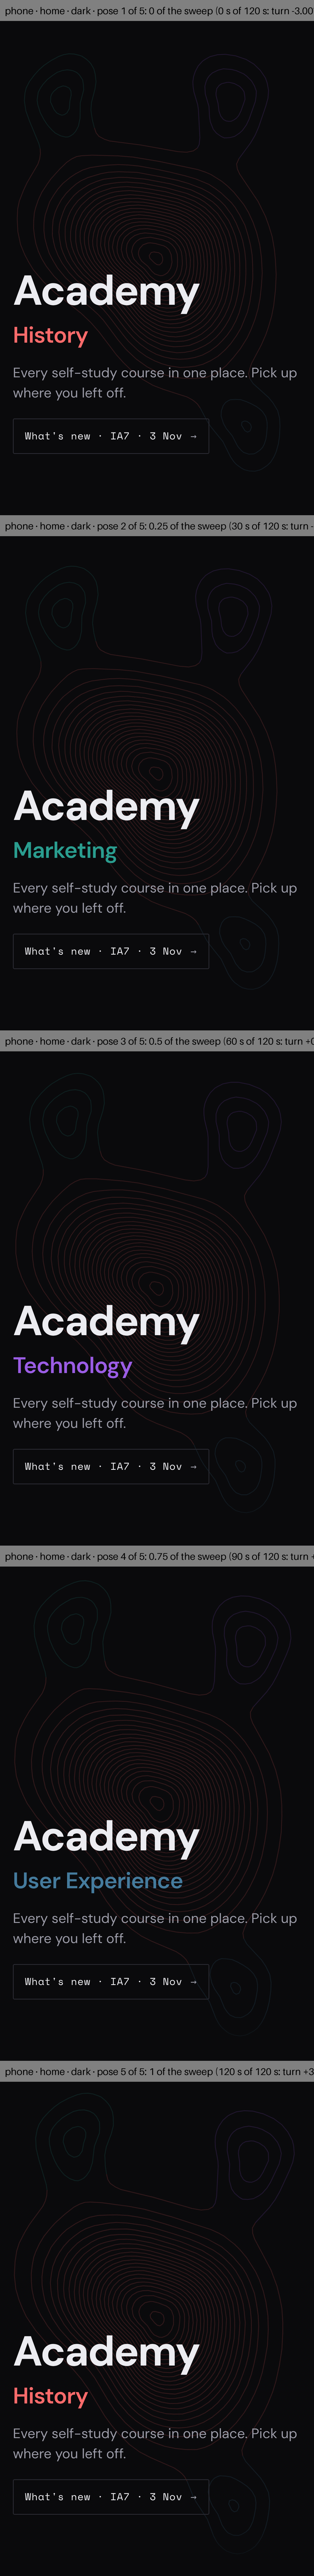 phone · home · dark · pose 1 of 5: 0 of the sweep (0 s of 120 s: turn -3.00
Academy
History
Every self-study course in one place. Pick up
where you left off.
What's new · IA7 · 3 Nov →
phone · home · dark · pose 2 of 5: 0.25 of the sweep (30 s of 120 s: turn -
Academy
Marketing
Every self-study course in one place. Pick up
where you left off.
What's new · IA7 · 3 Nov →
phone · home · dark · pose 3 of 5: 0.5 of the sweep (60 s of 120 s: turn +0
Academy
Technology
Every self-study course in one place. Pick up
where you left off.
What's new · IA7 · 3 Nov →
phone · home · dark · pose 4 of 5: 0.75 of the sweep (90 s of 120 s: turn +
Academy
User Experience
Every self-study course in one place. Pick up
where you left off.
What's new · IA7 · 3 Nov →
phone · home · dark · pose 5 of 5: 1 of the sweep (120 s of 120 s: turn +3
Academy
History
Every self-study course in one place. Pick up
where you left off.
What's new · IA7 · 3 Nov →